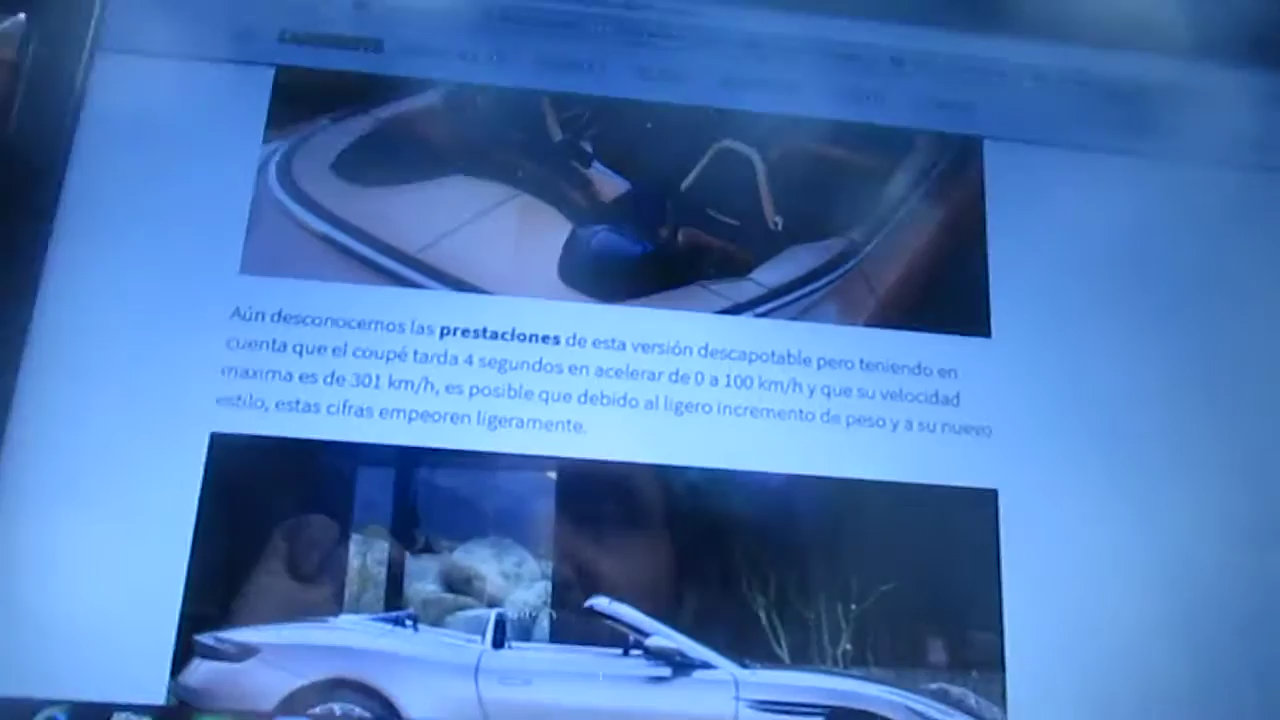 Aún desconocemos las prestaciones de esta versión descapotable pero teniendo en
cuenta que el coupé tarda 4 segundos en acelerar de 0 a 100 km/h y que su velocidad
máxima es de 301 km/h, es posible que debido al ligero incremento de peso y a su nuevo
estilo, estas cifras empeoren ligeramente.